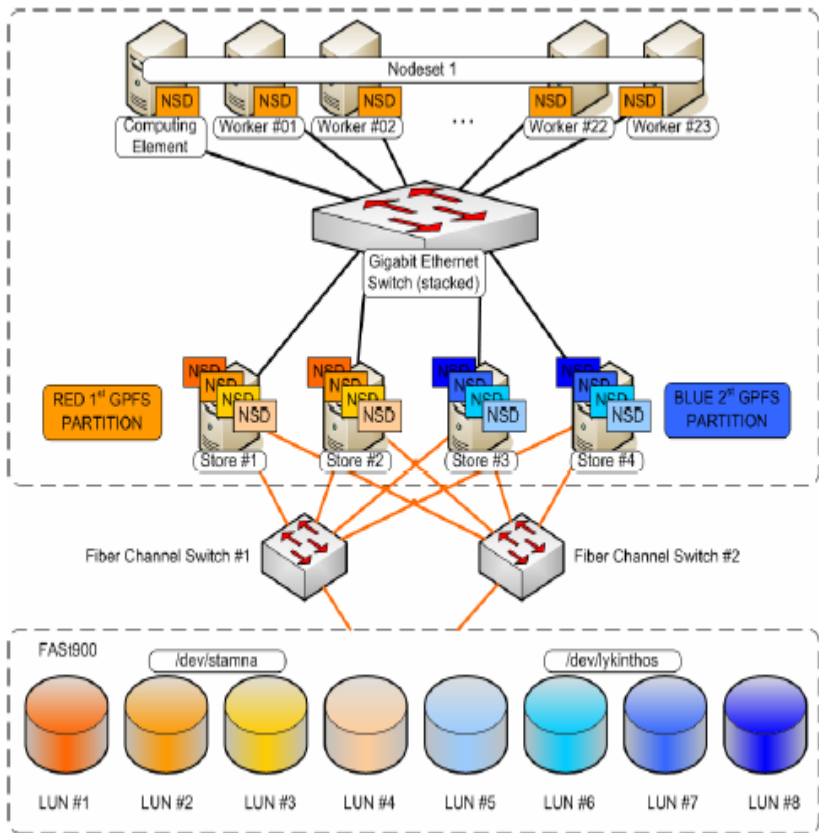 Nodeset 1
NSD NSD NSD NSD NSD
Computing
Element
Worker #01
Worker #02
...
Worker #22
Worker #23
Gigabit Ethernet
Switch (stacked)
NSD NSD NSD NSD
NSD NSD NSD NSD
NSD NSD NSD NSD
NSD NSD NSD NSD
RED 1st GPFS
PARTITION
BLUE 2st GPFS
PARTITION
Store #1
Store #2
Store #3
Store #4
Fiber Channel Switch #1
Fiber Channel Switch #2
FASt900
/dev/stamna
/dev/lykinthos
LUN #1
LUN #2
LUN #3
LUN #4
LUN #5
LUN #6
LUN #7
LUN #8